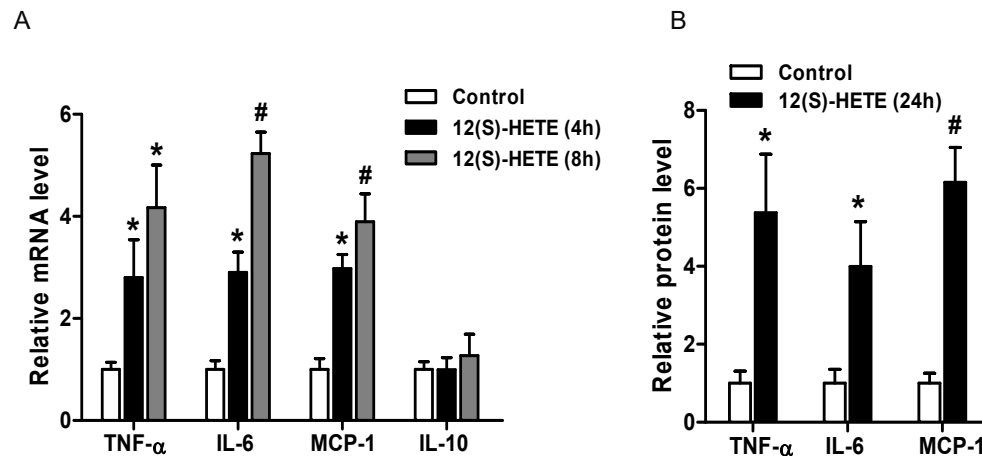 A
Control
12(S)-HETE (4h)
12(S)-HETE (8h)
Relative mRNA level
6
4
2
0
* * * # * #
TNF-α IL-6 MCP-1 IL-10
B
Control
12(S)-HETE (24h)
Relative protein level
8
6
4
2
0
* * #
TNF-α IL-6 MCP-1